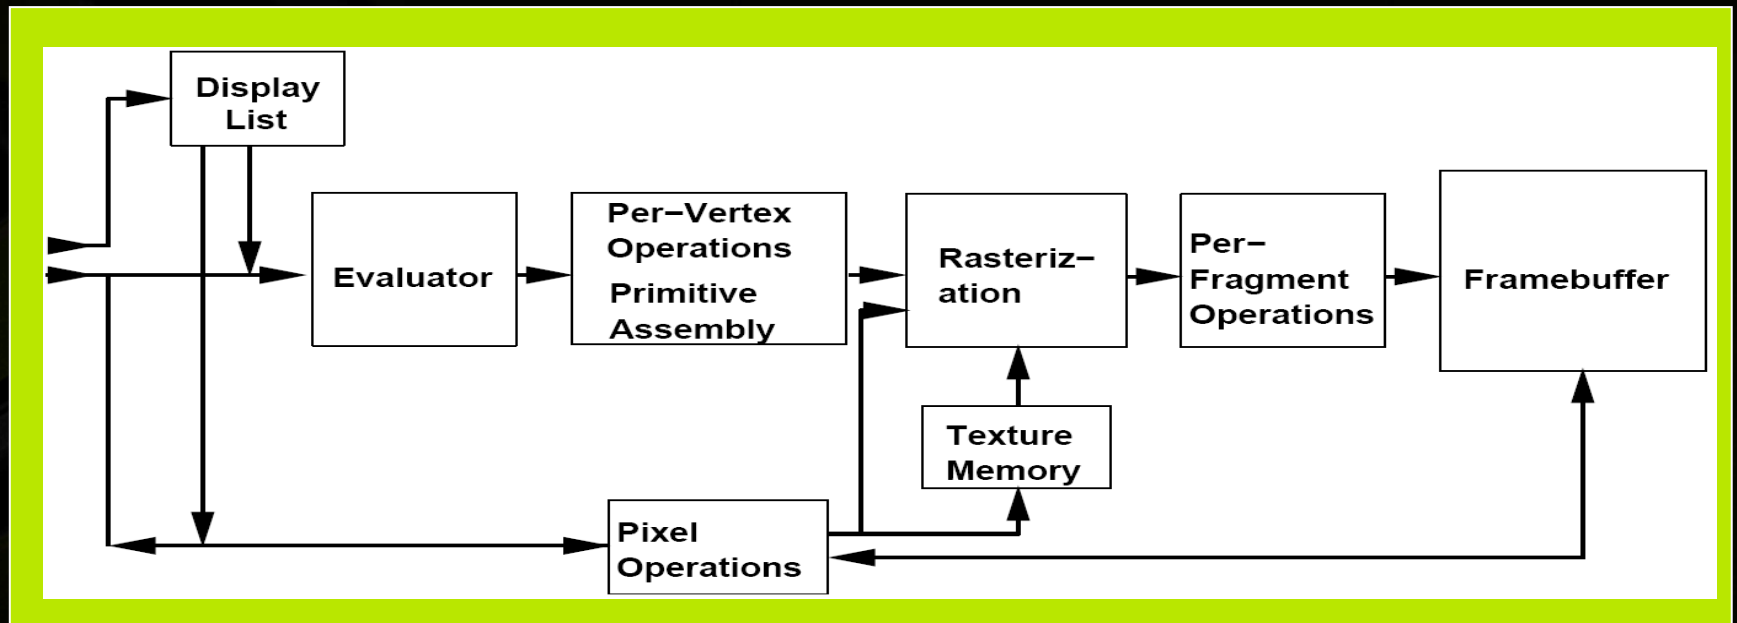 Display
List
Evaluator
Per−Vertex
Operations
Primitive
Assembly
Rasteriz−
ation
Per−
Fragment
Operations
Framebuffer
Texture
Memory
Pixel
Operations